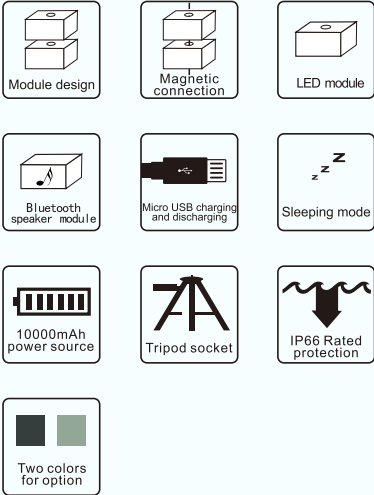 Module design
Magnetic
connection
LED module
Bluetooth
speaker module
Micro USB charging
and discharging
z z Z
Sleeping mode
10000mAh
power source
Tripod socket
IP66 Rated
protection
Two colors
for option